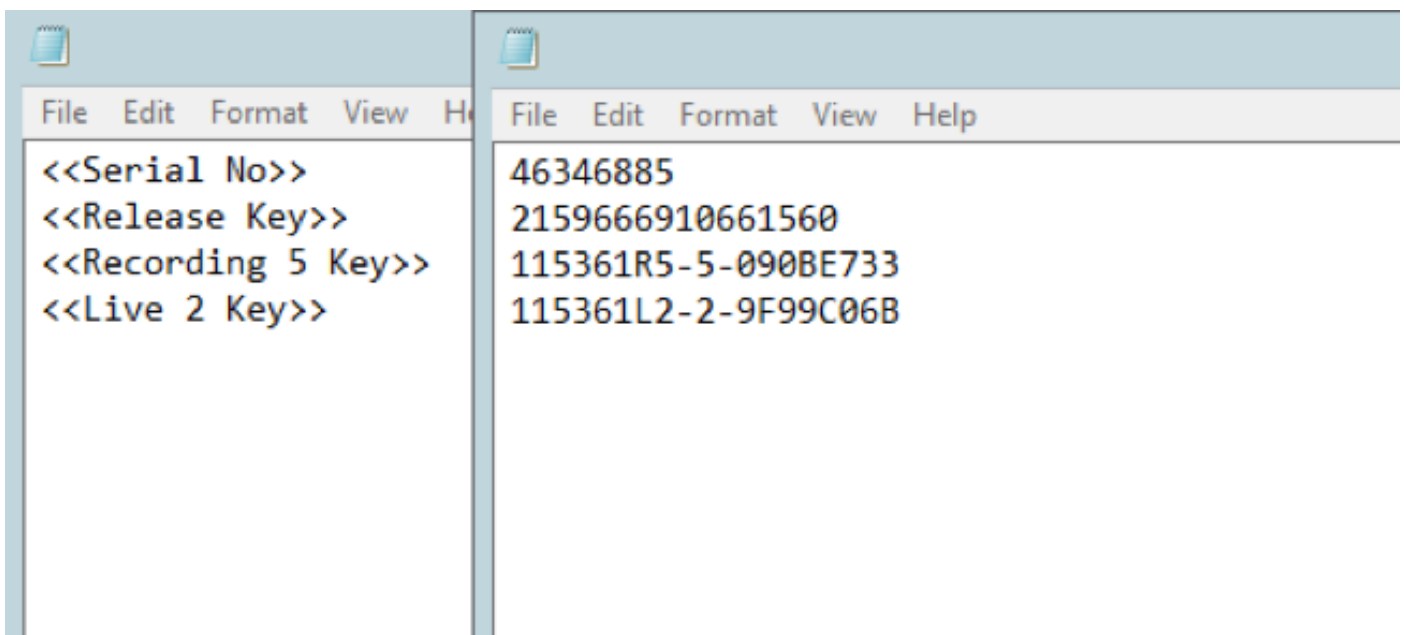 File Edit Format View
<<Serial No>>
<<Release Key>>
<<Recording 5 Key>>
<<Live 2 Key>>
File Edit Format View Help
46346885
2159666910661560
115361R5-5-090BE733
115361L2-2-9F99C06B